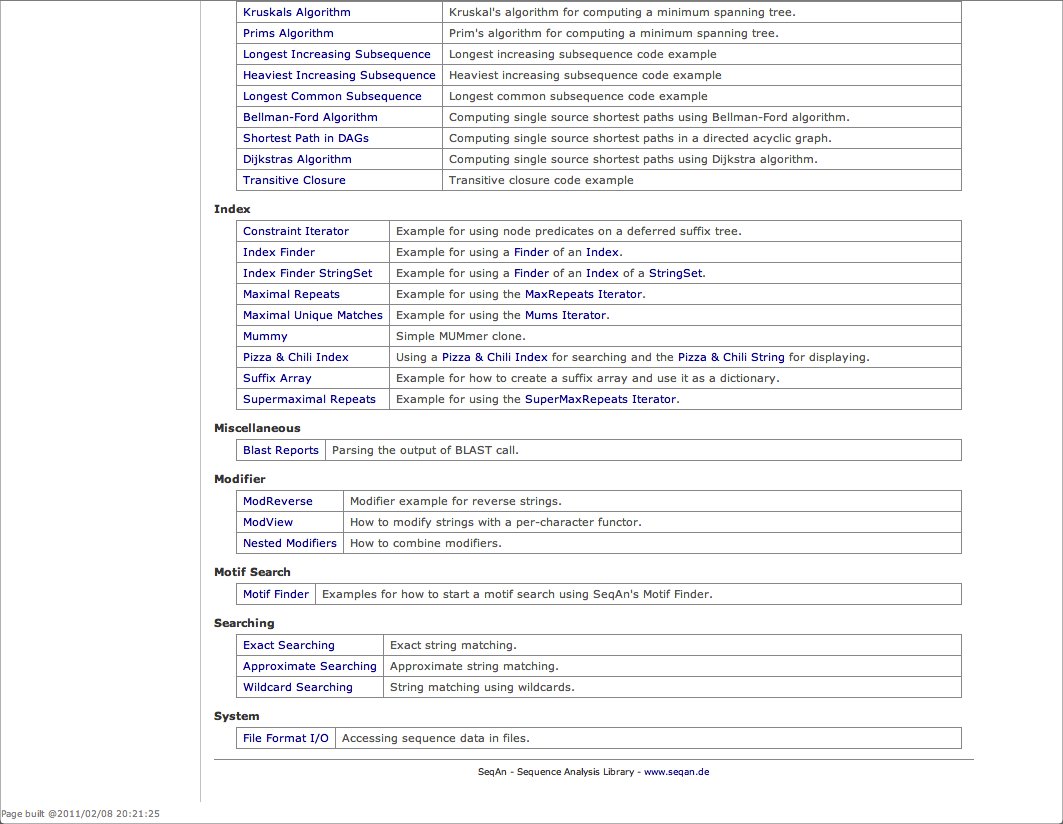 Kruskals Algorithm Kruskal's algorithm for computing a minimum spanning tree.
Prims Algorithm Prim's algorithm for computing a minimum spanning tree.
Longest Increasing Subsequence Longest increasing subsequence code example
Heaviest Increasing Subsequence Heaviest increasing subsequence code example
Longest Common Subsequence Longest common subsequence code example
Bellman-Ford Algorithm Computing single source shortest paths using Bellman-Ford algorithm.
Shortest Path in DAGs Computing single source shortest paths in a directed acyclic graph.
Dijkstras Algorithm Computing single source shortest paths using Dijkstra algorithm.
Transitive Closure Transitive closure code example
Index
Constraint Iterator Example for using node predicates on a deferred suffix tree.
Index Finder Example for using a Finder of an Index.
Index Finder StringSet Example for using a Finder of an Index of a StringSet.
Maximal Repeats Example for using the MaxRepeats Iterator.
Maximal Unique Matches Example for using the Mums Iterator.
Mummy Simple MUMmer clone.
Pizza & Chili Index Using a Pizza & Chili Index for searching and the Pizza & Chili String for displaying.
Suffix Array Example for how to create a suffix array and use it as a dictionary.
Supermaximal Repeats Example for using the SuperMaxRepeats Iterator.
Miscellaneous
Blast Reports Parsing the output of BLAST call.
Modifier
ModReverse Modifier example for reverse strings.
ModView How to modify strings with a per-character functor.
Nested Modifiers How to combine modifiers.
Motif Search
Motif Finder Examples for how to start a motif search using SeqAn's Motif Finder.
Searching
Exact Searching Exact string matching.
Approximate Searching Approximate string matching.
Wildcard Searching String matching using wildcards.
System
File Format I/O Accessing sequence data in files.
SeqAn - Sequence Analysis Library - www.seqan.de
Page built @2011/02/08 20:21:25